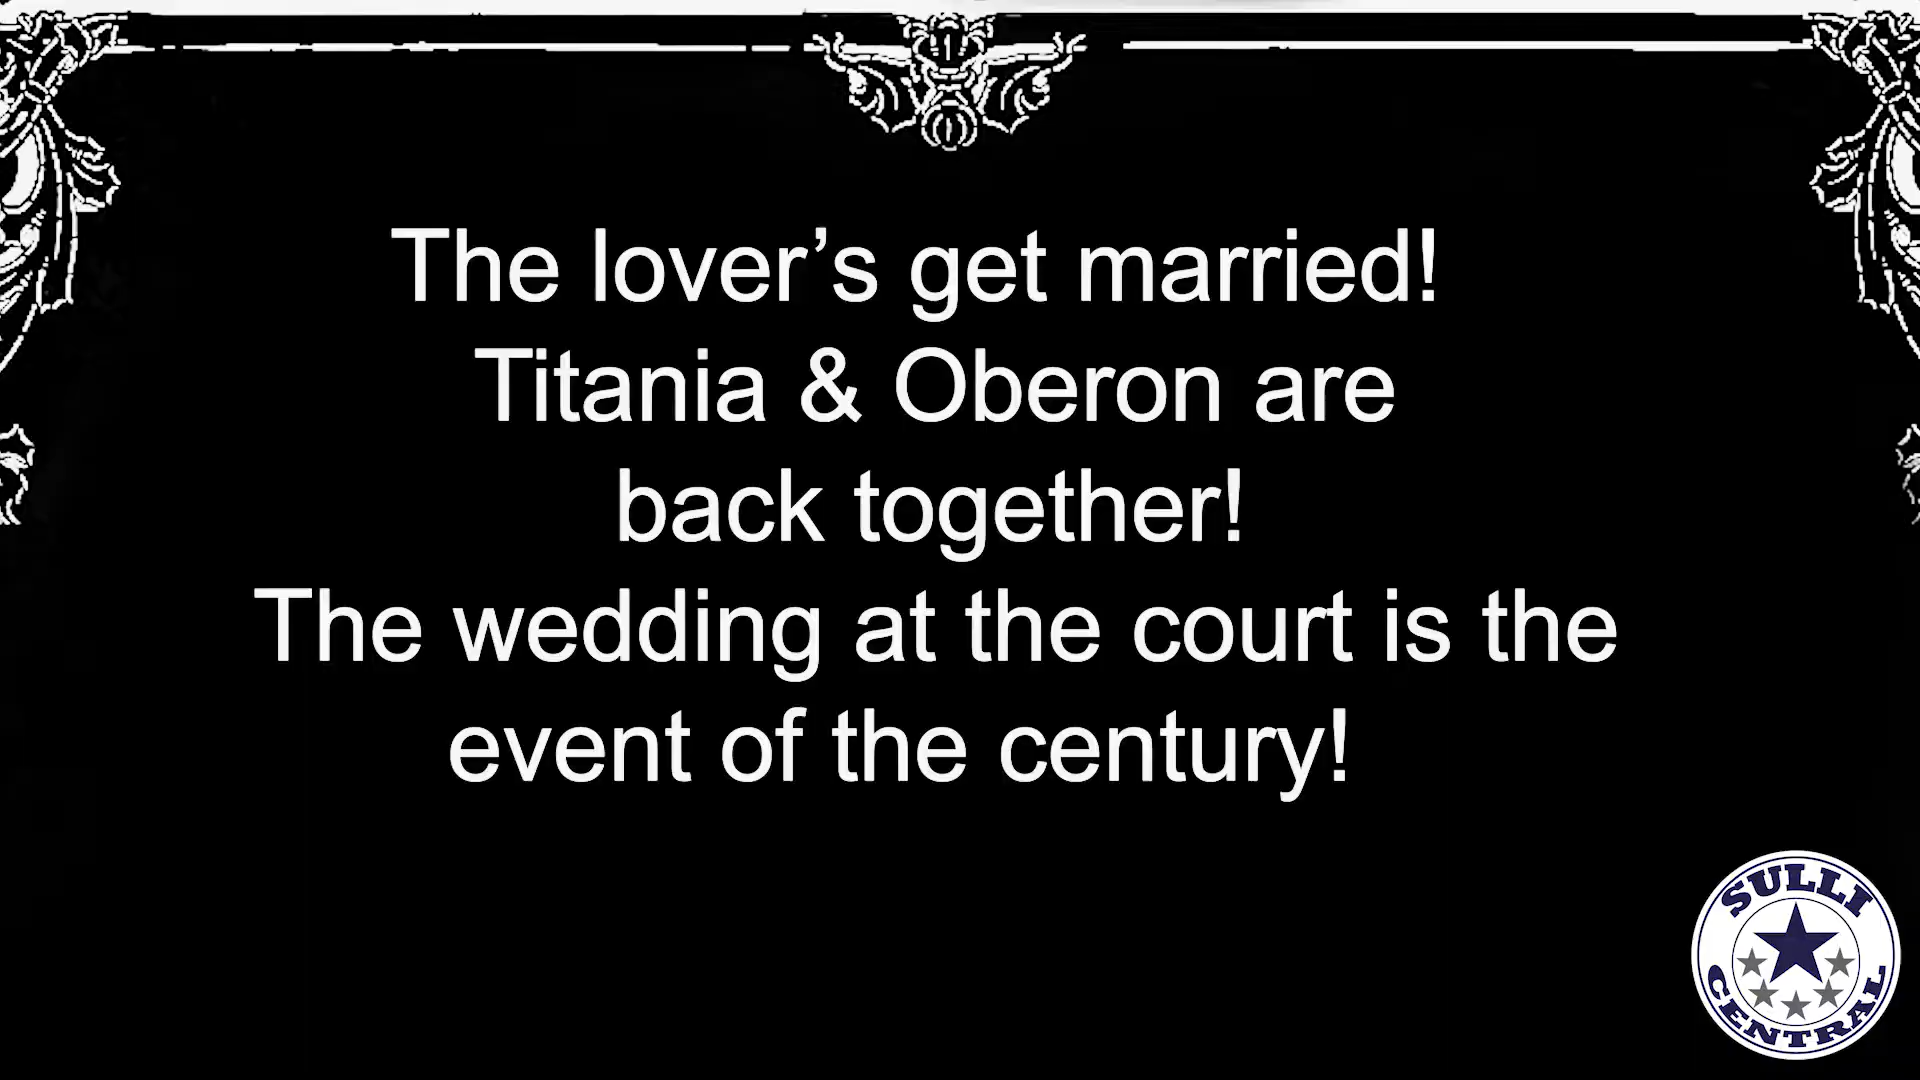 The lover’s get married!
Titania & Oberon are
back together!
The wedding at the court is the
event of the century!
SULLI
CENTRAL